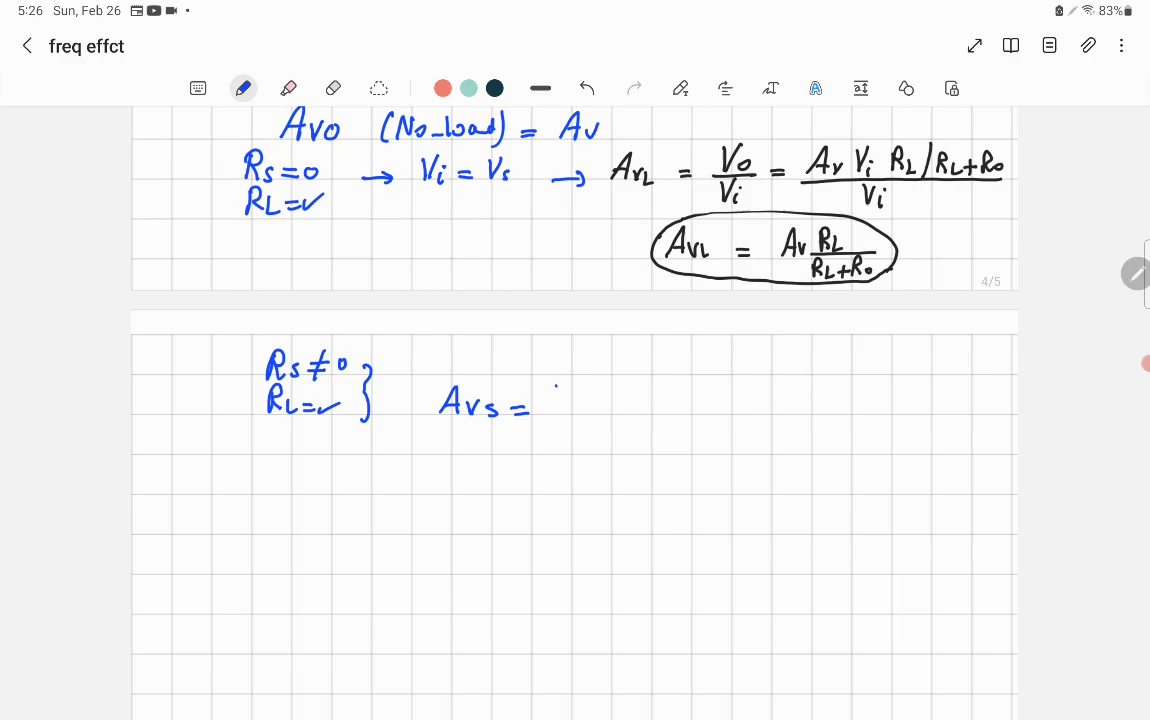 5:26 Sun, Feb 26
83%
freq effct
Avo (No_load) = Av
Rs=0 → Vi = Vs → AvL = Vo/Vi = Av Vi RL/RL+Ro / Vi
RL=✓
AvL = Av RL/RL+Ro
4/5
Rs≠0
RL=✓ } Avs =